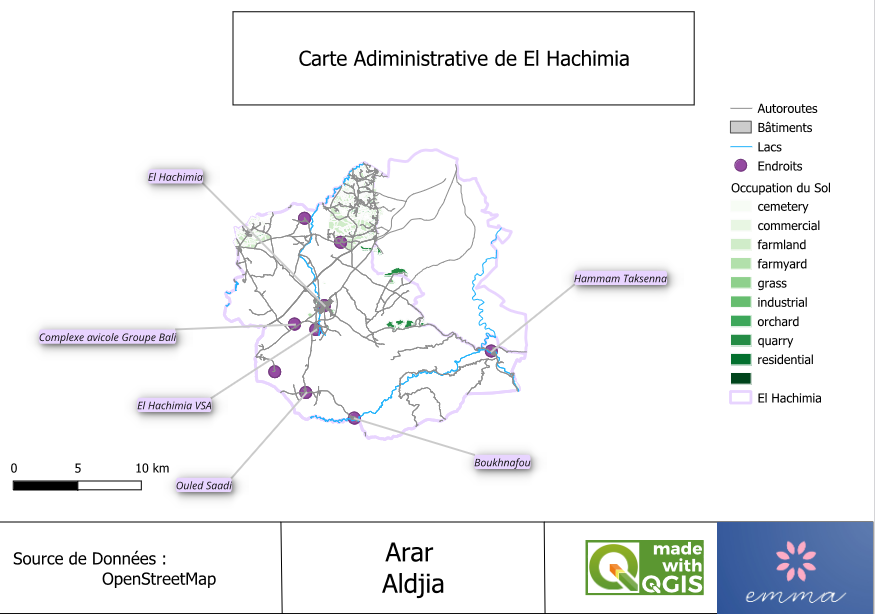 Carte Adiministrative de El Hachimia
Autoroutes
Bâtiments
Lacs
Endroits
Occupation du Sol
cemetery
commercial
farmland
farmyard
grass
industrial
orchard
quarry
residential
El Hachimia
El Hachimia
Hammam Taksenna
Complexe avicole Groupe Bali
El Hachimia VSA
Boukhnafou
Ouled Saadi
0 5 10 km
Source de Données :
OpenStreetMap
Arar
Aldjia
made
with
QGIS
emma